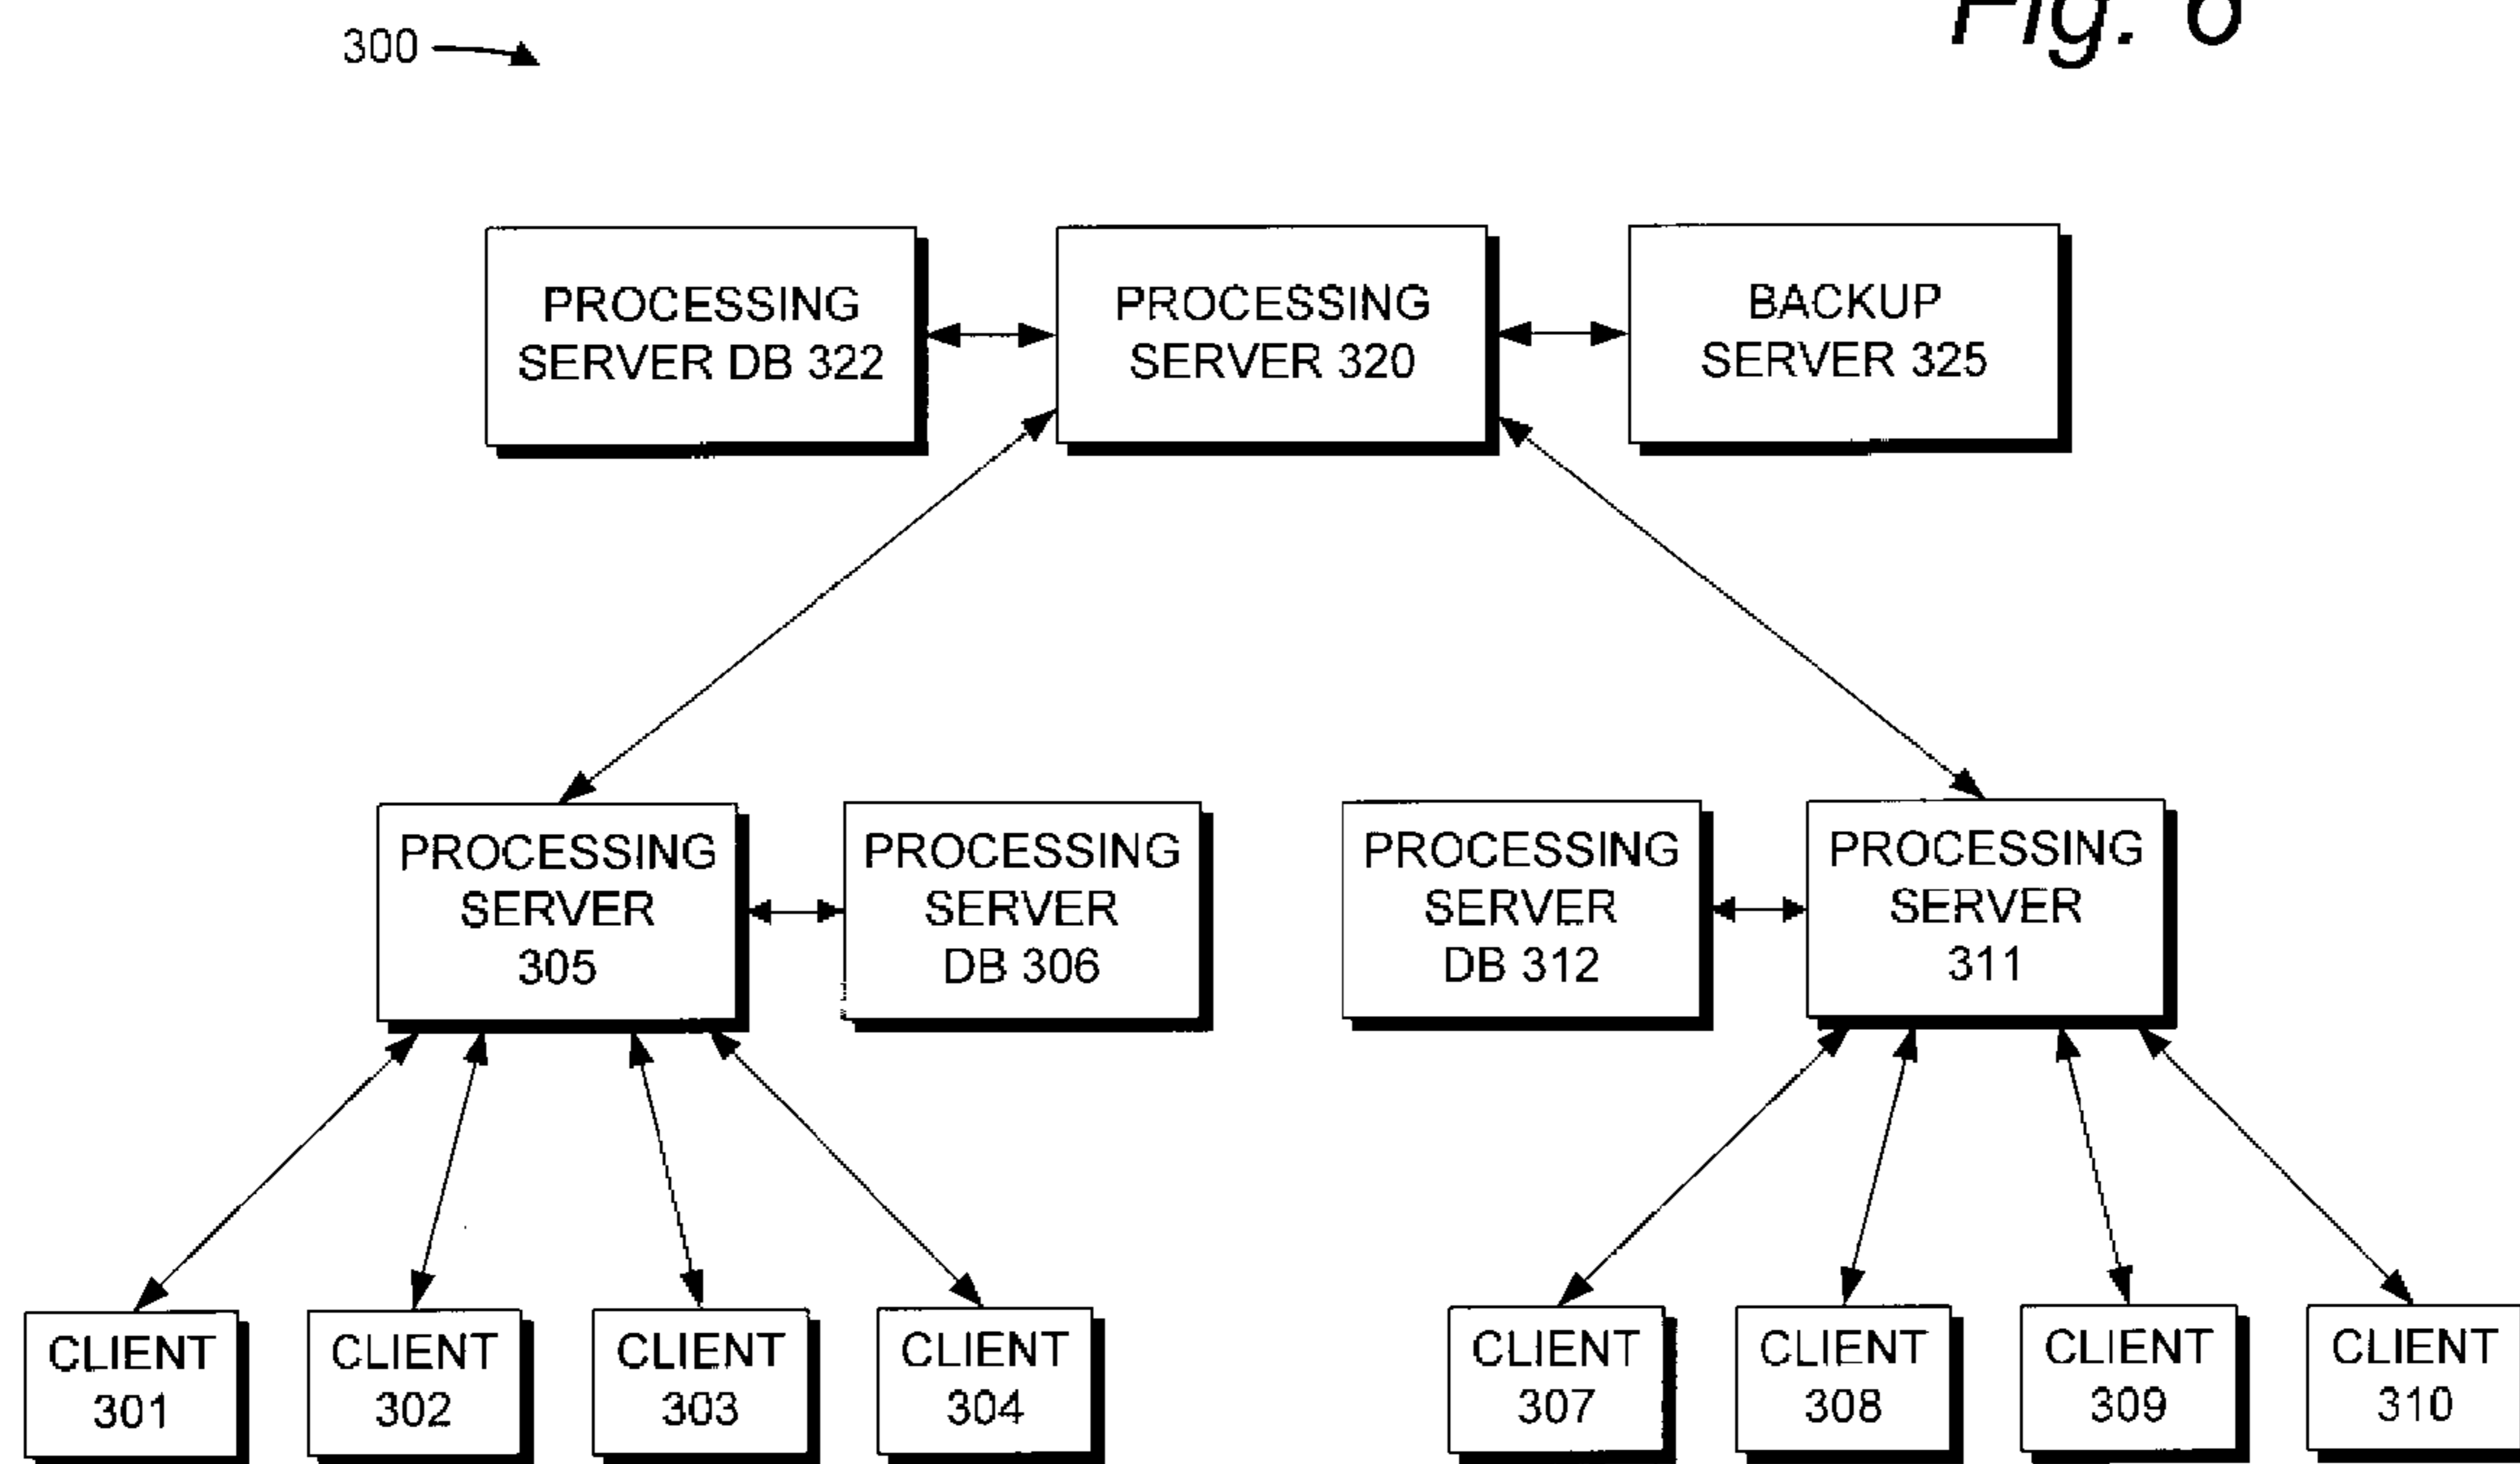 300
Fig. 6
PROCESSING
SERVER DB 322
PROCESSING
SERVER 320
BACKUP
SERVER 325
PROCESSING
SERVER
305
PROCESSING
SERVER
DB 306
PROCESSING
SERVER
DB 312
PROCESSING
SERVER
311
CLIENT
301
CLIENT
302
CLIENT
303
CLIENT
304
CLIENT
307
CLIENT
308
CLIENT
309
CLIENT
310